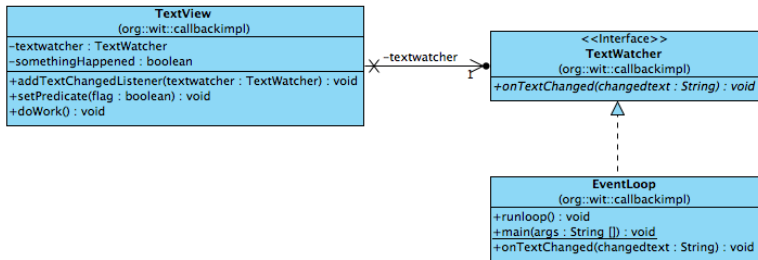 TextView
(org::wit::callbackimpl)
-textwatcher : TextWatcher
-somethingHappened : boolean
+addTextChangedListener(textwatcher : TextWatcher) : void
+setPredicate(flag : boolean) : void
+doWork() : void
-textwatcher
1
<<Interface>>
TextWatcher
(org::wit::callbackimpl)
+onTextChanged(changedtext : String) : void
EventLoop
(org::wit::callbackimpl)
+runloop() : void
+main(args : String []) : void
+onTextChanged(changedtext : String) : void